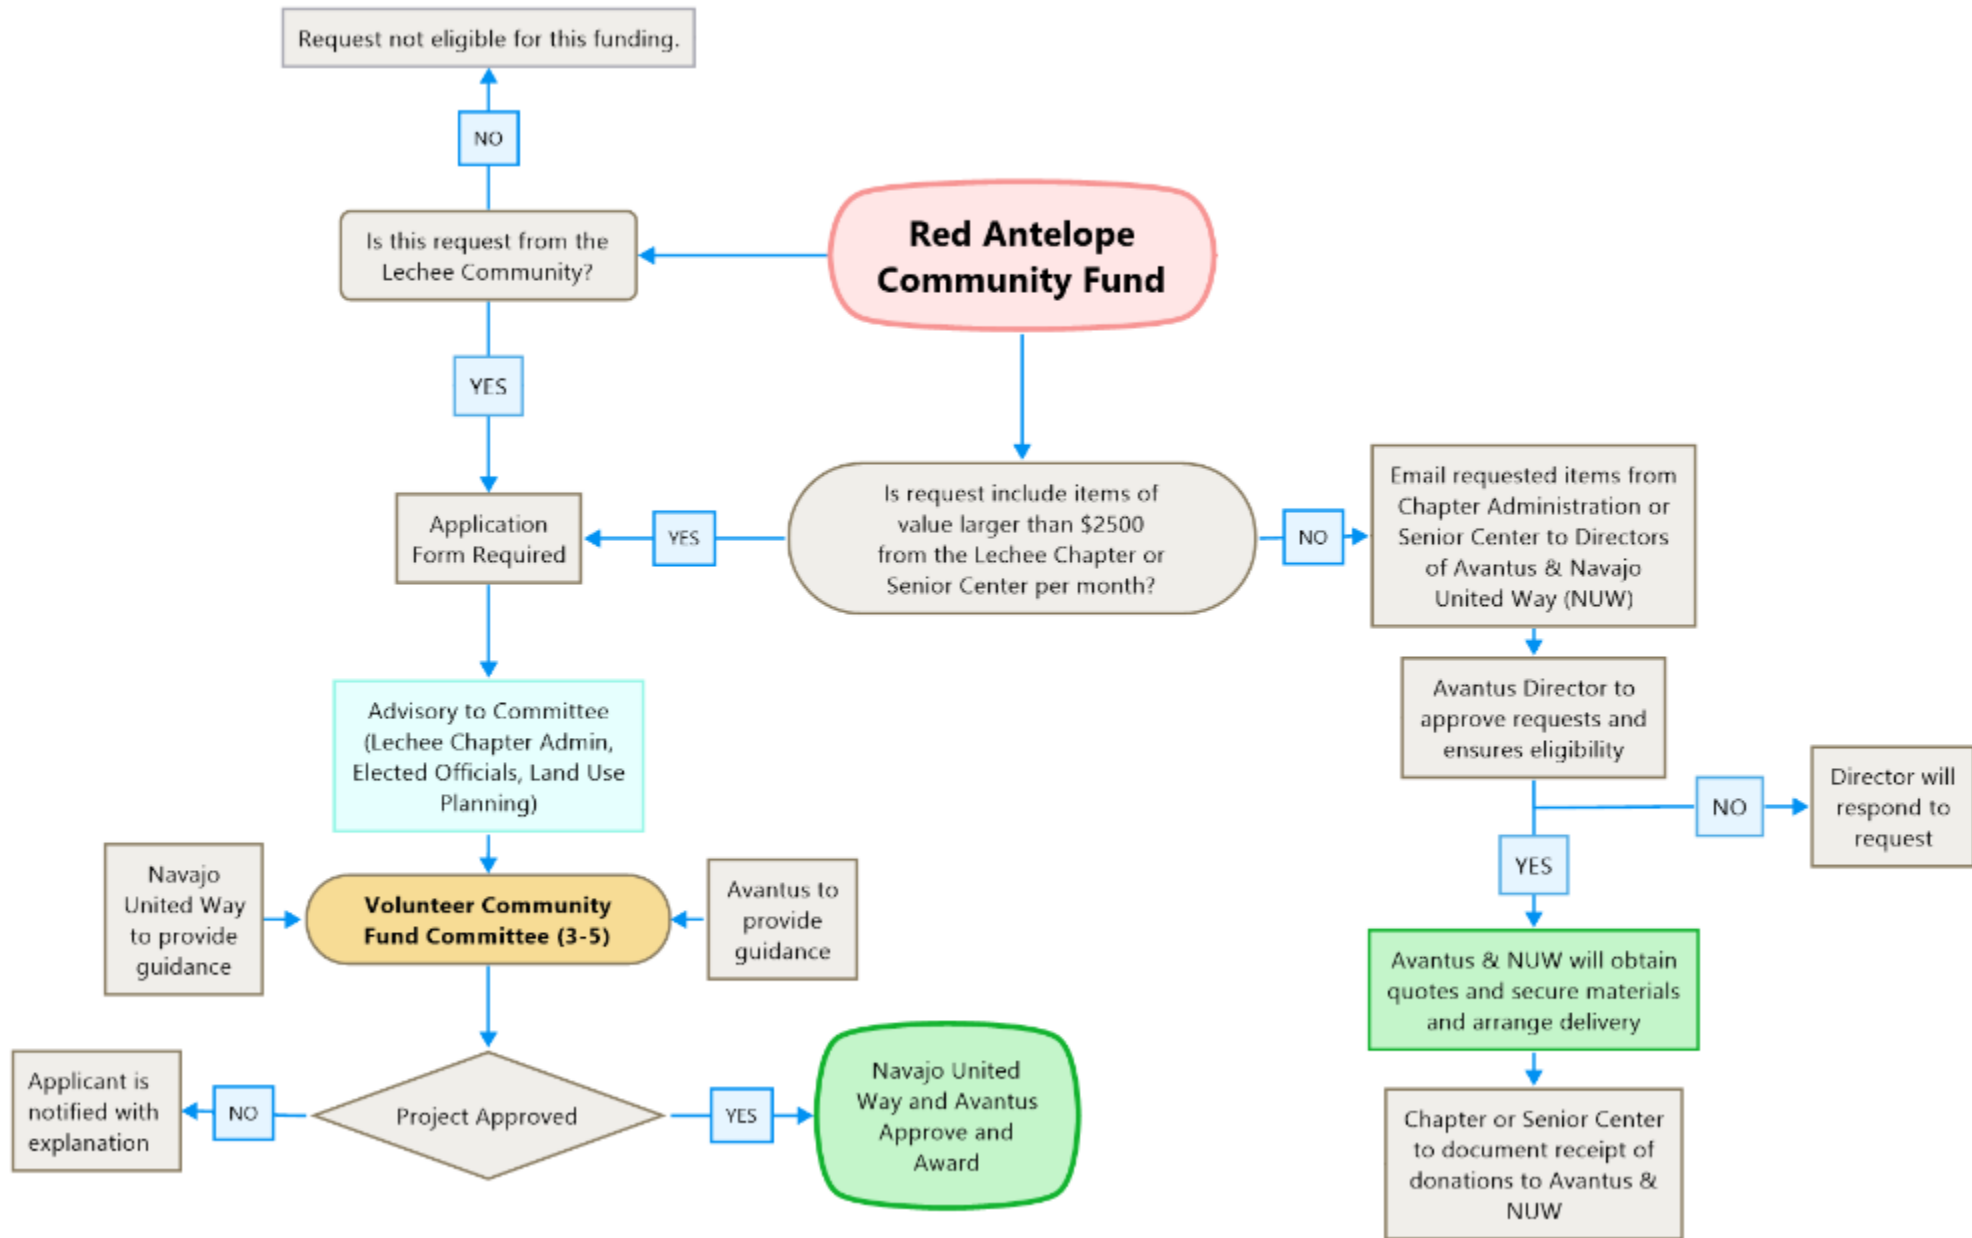 Request not eligible for this funding.
NO
Is this request from the
Lechee Community?
Red Antelope
Community Fund
YES
Application
Form Required
YES
Is request include items of
value larger than $2500
from the Lechee Chapter or
Senior Center per month?
NO
Email requested items from
Chapter Administration or
Senior Center to Directors
of Avantus & Navajo
United Way (NUW)
Avantus Director to
approve requests and
ensures eligibility
NO
Director will
respond to
request
YES
Avantus & NUW will obtain
quotes and secure materials
and arrange delivery
Chapter or Senior Center
to document receipt of
donations to Avantus &
NUW
Advisory to Committee
(Lechee Chapter Admin,
Elected Officials, Land Use
Planning)
Navajo
United Way
to provide
guidance
Volunteer Community
Fund Committee (3-5)
Avantus to
provide
guidance
Applicant is
notified with
explanation
NO
Project Approved
YES
Navajo United
Way and Avantus
Approve and
Award